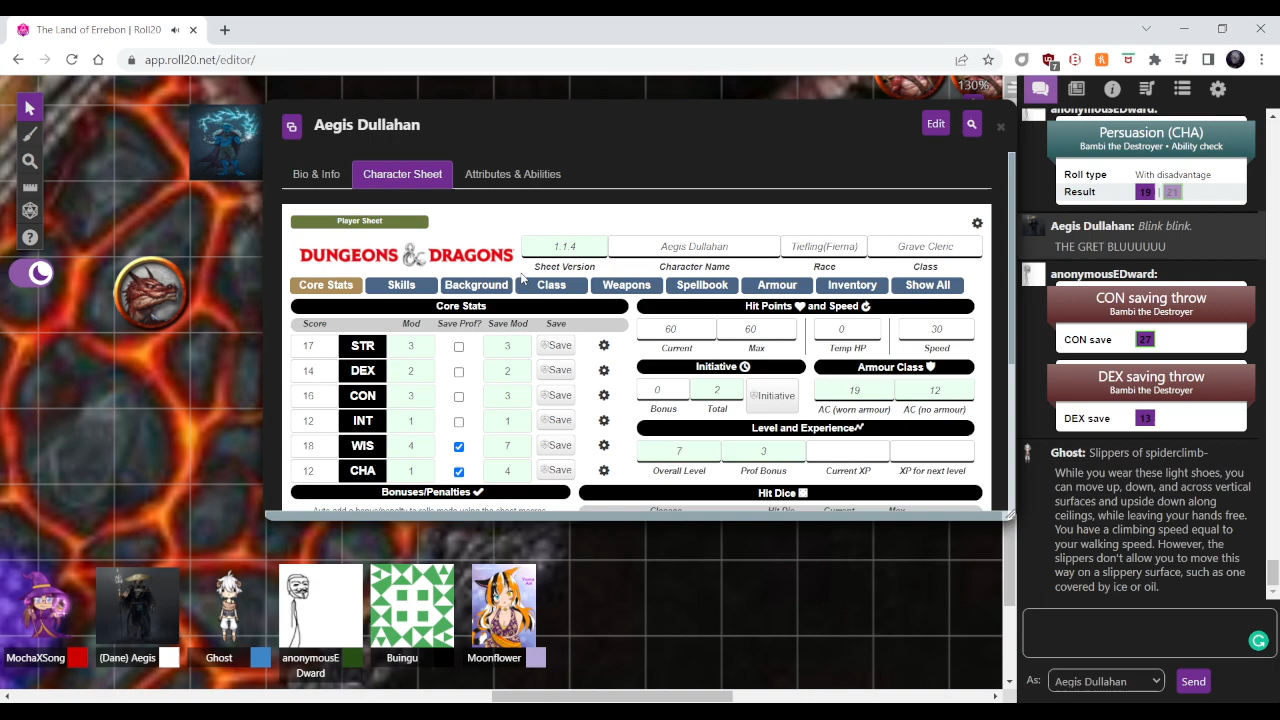 The Land of Errebon | Roll20
app.roll20.net/editor/
7
130%
Aegis Dullahan
Edit
Bio & Info
Character Sheet
Attributes & Abilities
Player Sheet
DUNGEONS & DRAGONS
1.1.4
Aegis Dullahan
Tiefling(Fierna)
Grave Cleric
Sheet Version
Character Name
Race
Class
Core Stats
Skills
Background
Class
Weapons
Spellbook
Armour
Inventory
Show All
Core Stats
Score Mod Save Prof? Save Mod Save
17 STR 3 3 Save
14 DEX 2 2 Save
16 CON 3 3 Save
12 INT 1 1 Save
18 WIS 4 7 Save
12 CHA 1 4 Save
Bonuses/Penalties
Hit Points and Speed
60 60 0 30
Current Max Temp HP Speed
Initiative
0 2 Initiative
Bonus Total
Armour Class
19 12
AC (worn armour) AC (no armour)
Level and Experience
7 3
Overall Level Prof Bonus Current XP XP for next level
Hit Dice
MochaXSong
(Dane) Aegis
Ghost
anonymousE
Dward
Buingu
Moonflower
anonymousEDward:
Persuasion (CHA)
Bambi the Destroyer • Ability check
Roll type With disadvantage
Result 19 | 21
Aegis Dullahan: Blink blink.
THE GRET BLUUUUUU
anonymousEDward:
CON saving throw
Bambi the Destroyer
CON save 27
DEX saving throw
Bambi the Destroyer
DEX save 13
Ghost: Slippers of spiderclimb-
While you wear these light shoes, you
can move up, down, and across vertical
surfaces and upside down along
ceilings, while leaving your hands free.
You have a climbing speed equal to
your walking speed. However, the
slippers don't allow you to move this
way on a slippery surface, such as one
covered by ice or oil.
As: Aegis Dullahan Send